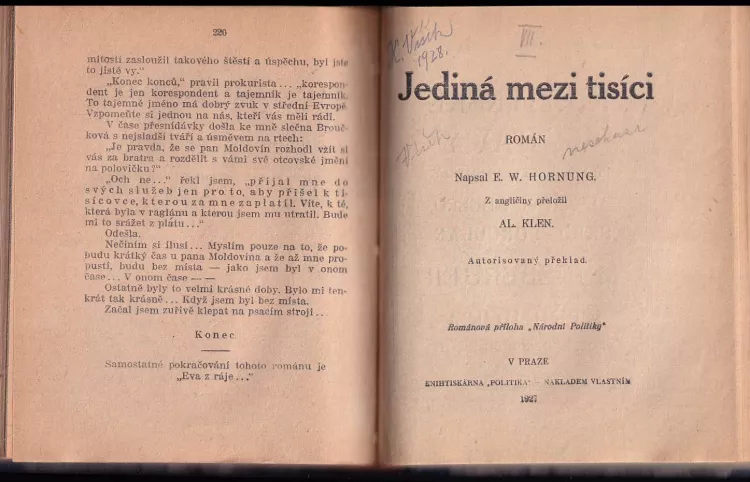 220
mitostí zasloužil takového štěstí a úspěchu, byl jste
to jistě vy."
„Konec konců," pravil prokurista... „korespon-
dent je jen korespondent a tajemník je tajemník.
To tajemné jméno má dobrý zvuk v střední Evropě.
Vzpomeňte si jednou na nás, kteří vás měli rádi.
V čase přesnídávky došla ke mně slečna Brouč-
ková s nejsladší tváří a úsměvem na rtech:
„Je pravda, že se pan Moldovin rozhodl vzít si
vás za bratra a rozdělit s vámi své otcovské jmění
na polovičku?"
„Och ne..." řekl jsem, „přijal mne do
svých služeb jen proto, aby přišel k ti-
sícovce, kterou za mne zaplatil. Víte, k té,
která byla v raglánu a kterou jsem mu utratil. Bude
mi to srážet z platu..."
Odešla.
Nečiním si ilusí... Myslím pouze na to, že po-
budu krátký čas u pana Moldovina a že až mne pro-
pustí, budu bez místa — jako jsem byl v onom
čase... V onom čase — —
Ostatně byly to velmi krásné doby. Bylo mi ten-
krát tak krásně... Když jsem byl bez místa.
Začal jsem zuřivě klepat na psacím stroji...
Konec.
Samostatné pokračování tohoto románu je
„Eva z ráje..."
1928.
VII.
Jediná mezi tisíci
ROMÁN
Napsal E. W. HORNUNG.
Z angličiny přeložil
AL. KLEN.
Autorisovaný překlad.
Románová příloha „Národní Politiky"
V PRAZE
KNIHTISKÁRNA „POLITIKA" — NÁKLADEM VLASTNÍM
1927